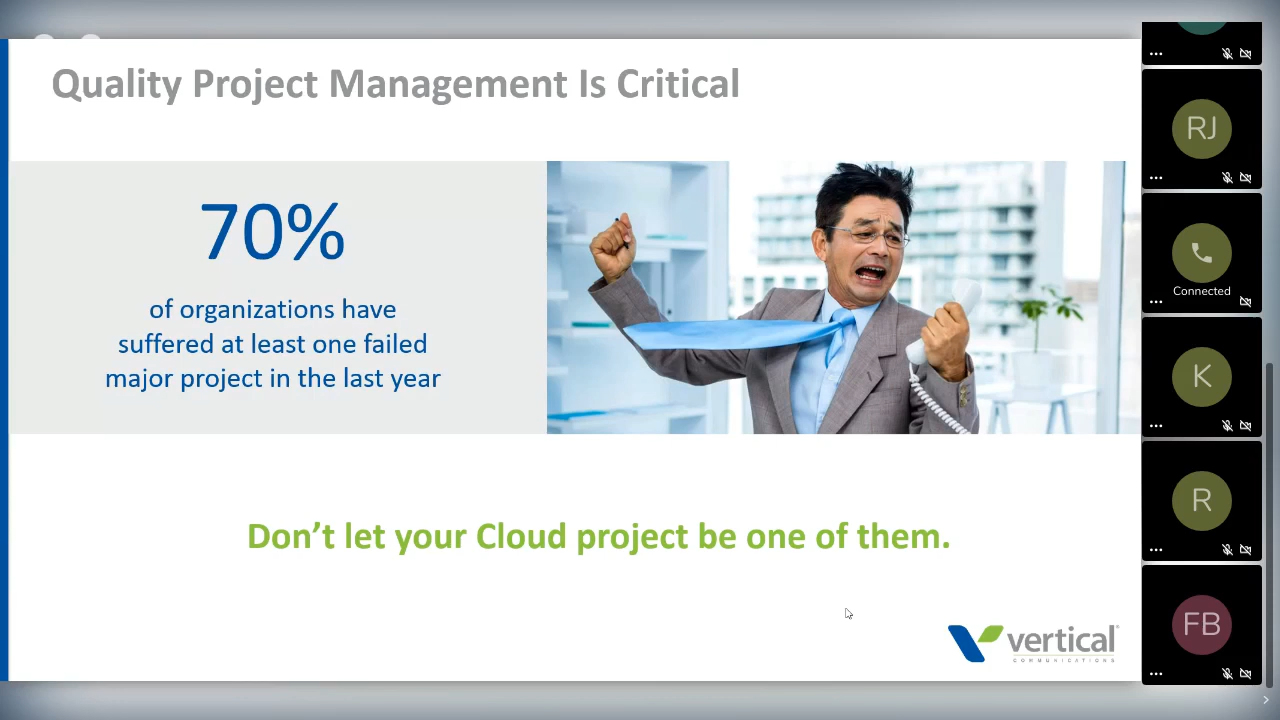 Quality Project Management Is Critical
70%
of organizations have
suffered at least one failed
major project in the last year
Don’t let your Cloud project be one of them.
vertical®
COMMUNICATIONS
RJ
Connected
K
R
FB